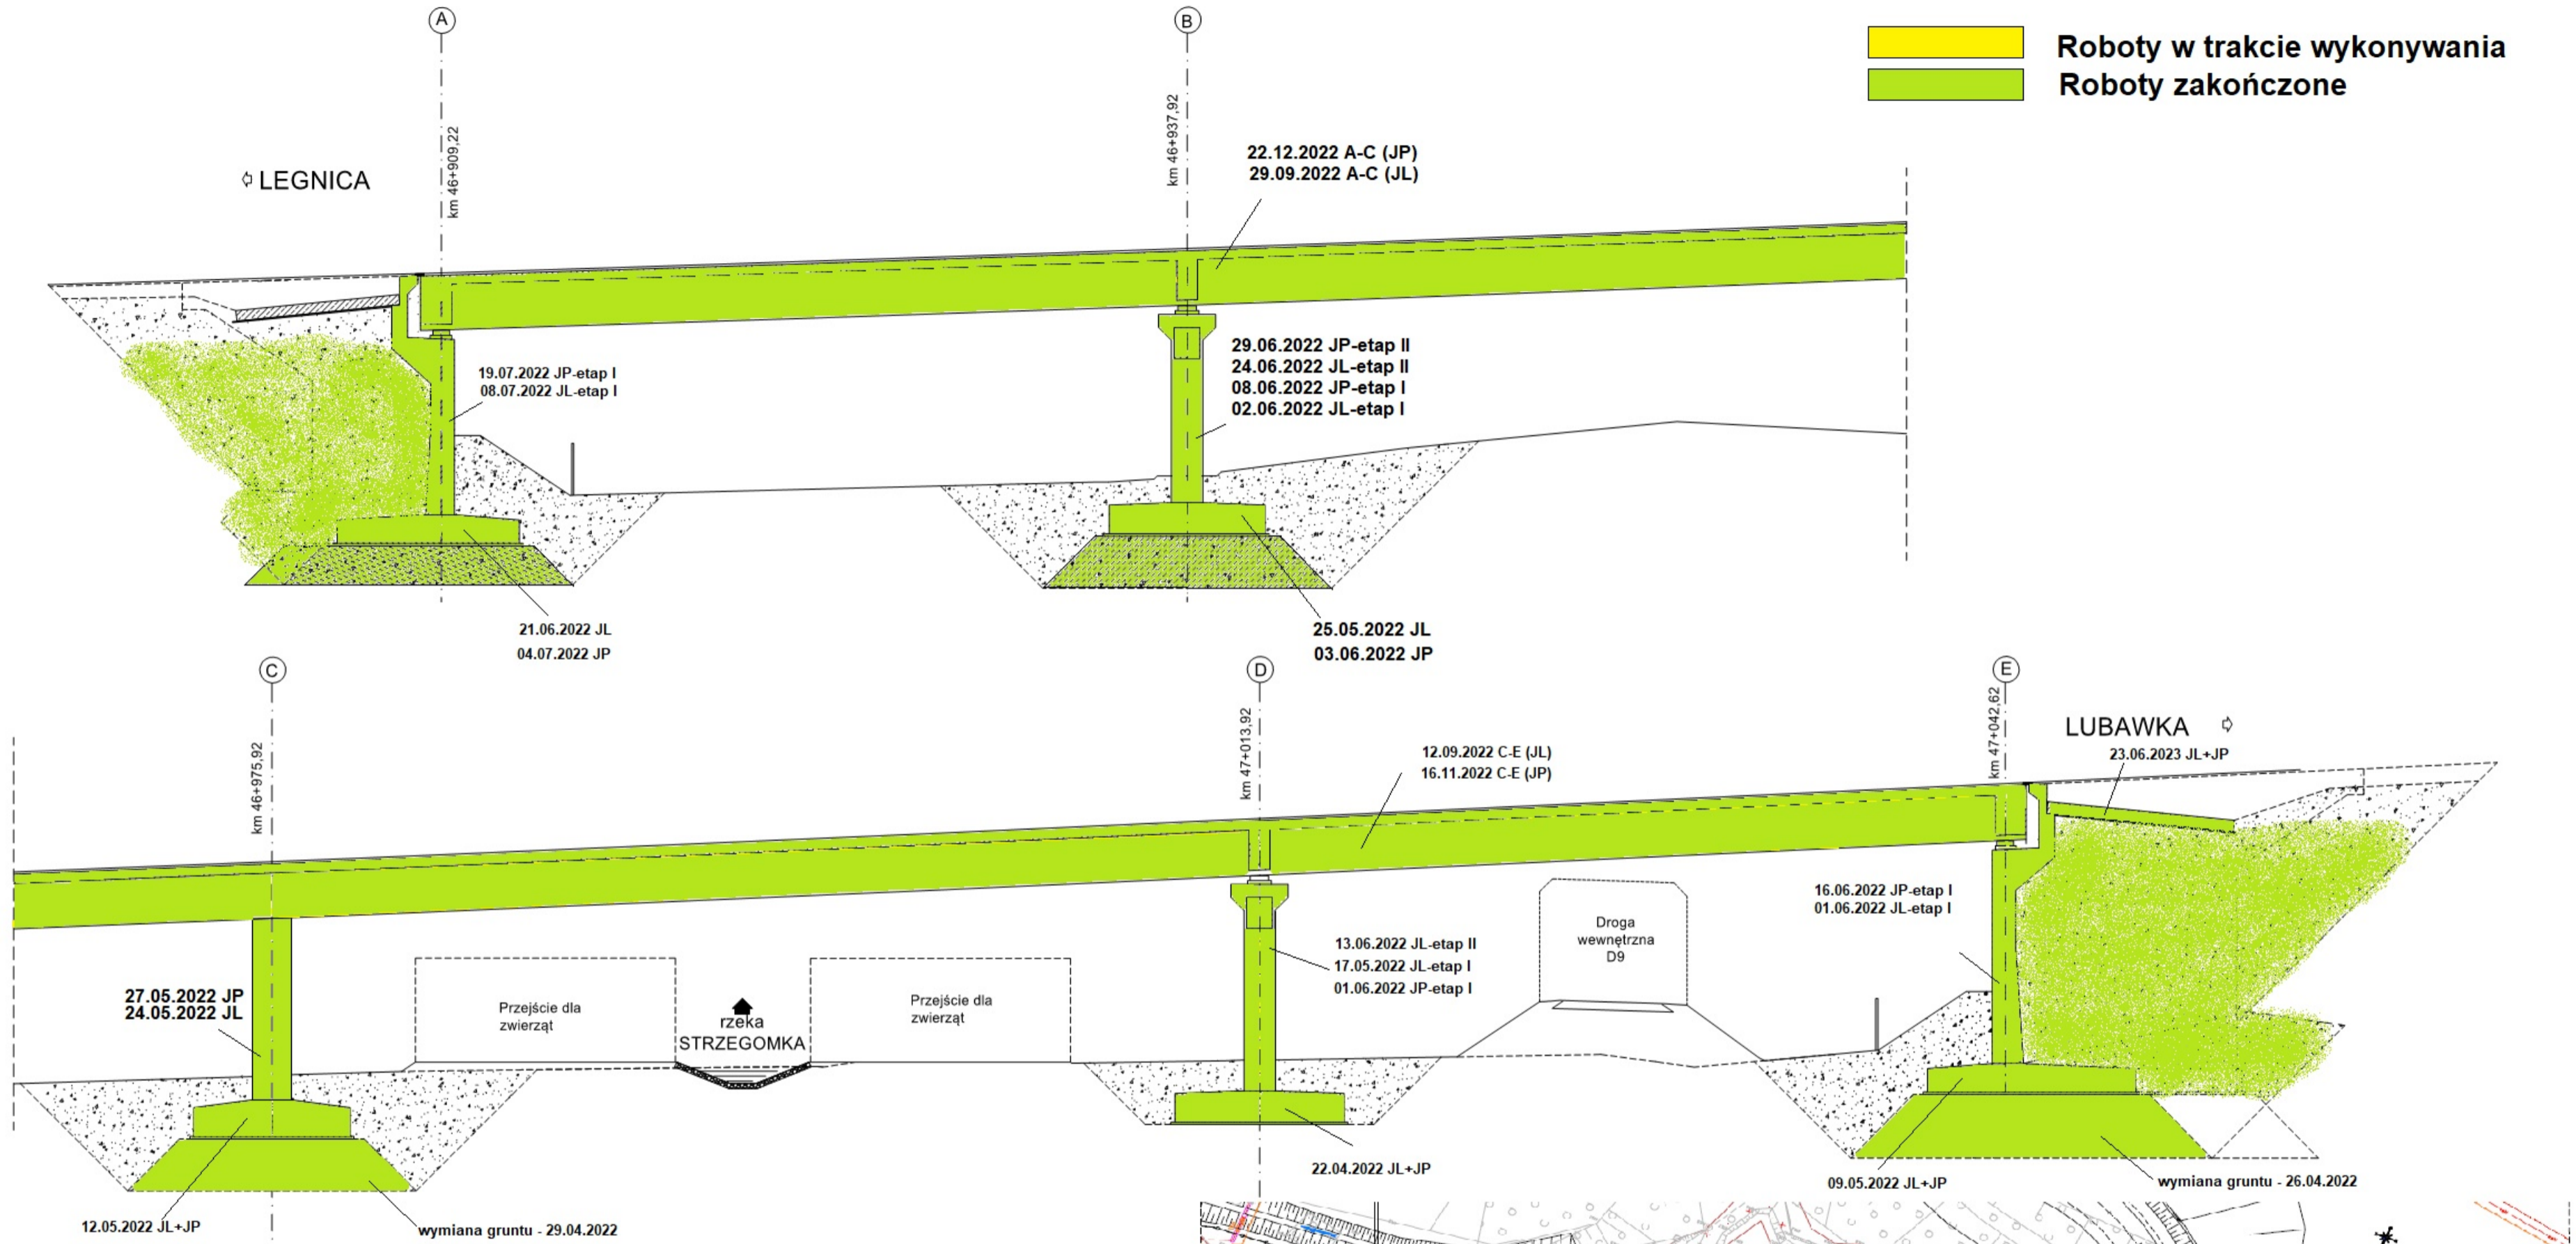 A
B
Roboty w trakcie wykonywania
Roboty zakończone
km 46+909,22
km 46+937,92
LEGNICA
22.12.2022 A-C (JP)
29.09.2022 A-C (JL)
19.07.2022 JP-etap I
08.07.2022 JL-etap I
29.06.2022 JP-etap II
24.06.2022 JL-etap II
08.06.2022 JP-etap I
02.06.2022 JL-etap I
21.06.2022 JL
04.07.2022 JP
25.05.2022 JL
03.06.2022 JP
C
D
E
km 46+975,92
km 47+013,92
km 47+042,62
LUBAWKA
23.06.2023 JL+JP
12.09.2022 C-E (JL)
16.11.2022 C-E (JP)
16.06.2022 JP-etap I
01.06.2022 JL-etap I
Droga
wewnętrzna
D9
13.06.2022 JL-etap II
17.05.2022 JL-etap I
01.06.2022 JP-etap I
27.05.2022 JP
24.05.2022 JL
Przejście dla
zwierząt
rzeka
STRZEGOMKA
Przejście dla
zwierząt
22.04.2022 JL+JP
09.05.2022 JL+JP
wymiana gruntu - 26.04.2022
12.05.2022 JL+JP
wymiana gruntu - 29.04.2022